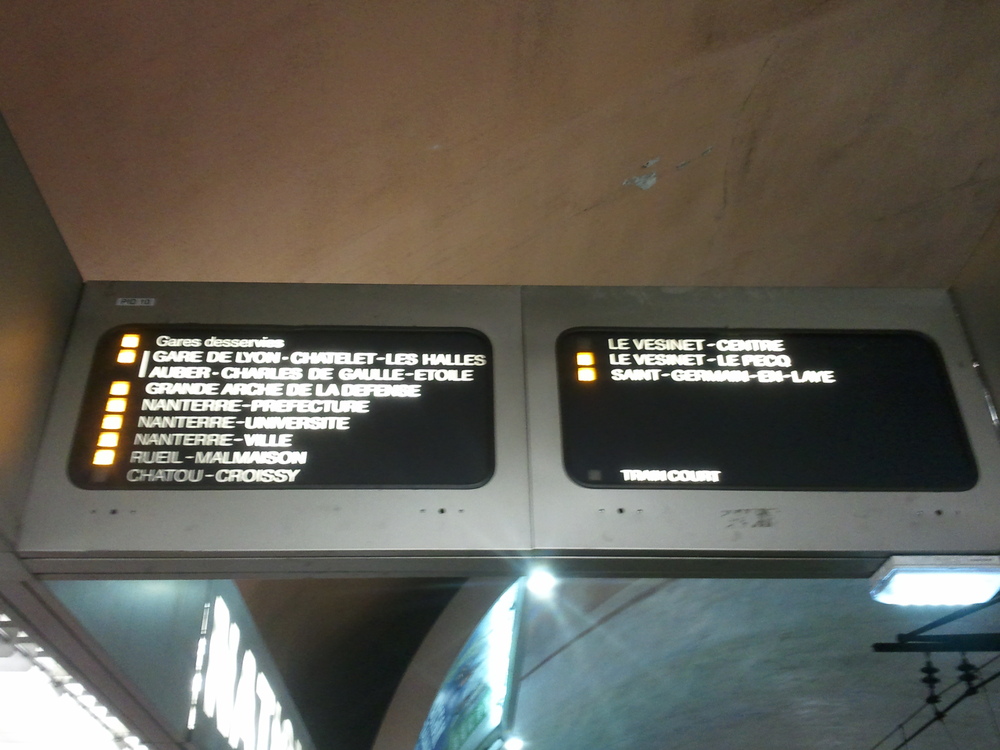 PID 10
Gares desservies
GARE DE LYON - CHATELET - LES HALLES
AUBER - CHARLES DE GAULLE - ETOILE
GRANDE ARCHE DE LA DEFENSE
NANTERRE - PREFECTURE
NANTERRE - UNIVERSITE
NANTERRE - VILLE
RUEIL - MALMAISON
CHATOU - CROISSY
LE VESINET - CENTRE
LE VESINET - LE PECQ
SAINT - GERMAIN - EN - LAYE
TRAIN COURT